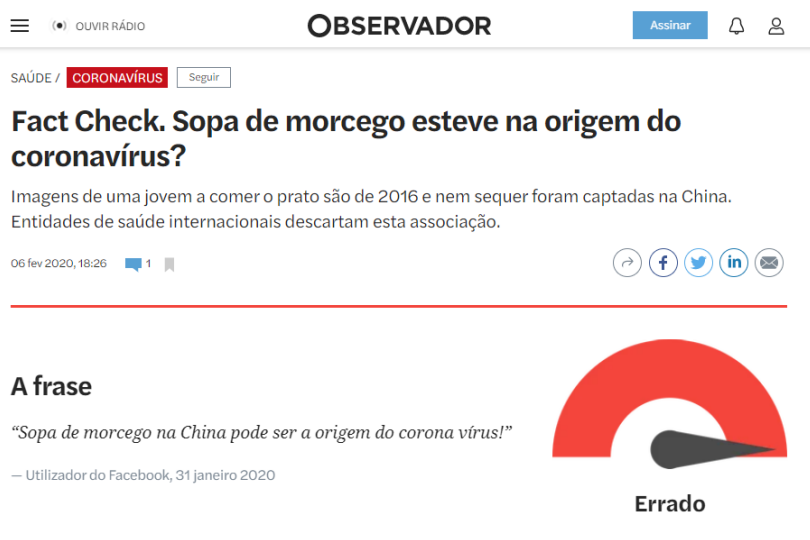 OUVIR RÁDIO
OBSERVADOR
Assinar
SAÚDE / CORONAVÍRUS Seguir
Fact Check. Sopa de morcego esteve na origem do
coronavírus?
Imagens de uma jovem a comer o prato são de 2016 e nem sequer foram captadas na China.
Entidades de saúde internacionais descartam esta associação.
06 fev 2020, 18:26 1
A frase
“Sopa de morcego na China pode ser a origem do corona vírus!”
— Utilizador do Facebook, 31 janeiro 2020
Errado